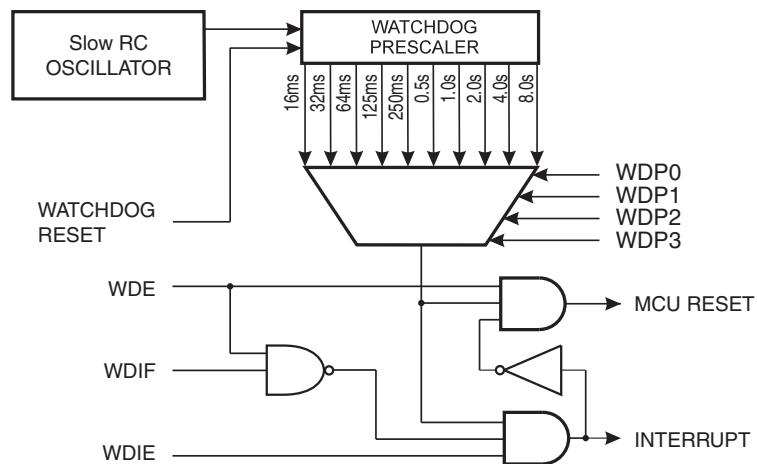 Slow RC
OSCILLATOR
WATCHDOG
PRESCALER
16ms
32ms
64ms
125ms
250ms
0.5s
1.0s
2.0s
4.0s
8.0s
WDP0
WDP1
WDP2
WDP3
WATCHDOG
RESET
WDE
MCU RESET
WDIF
INTERRUPT
WDIE